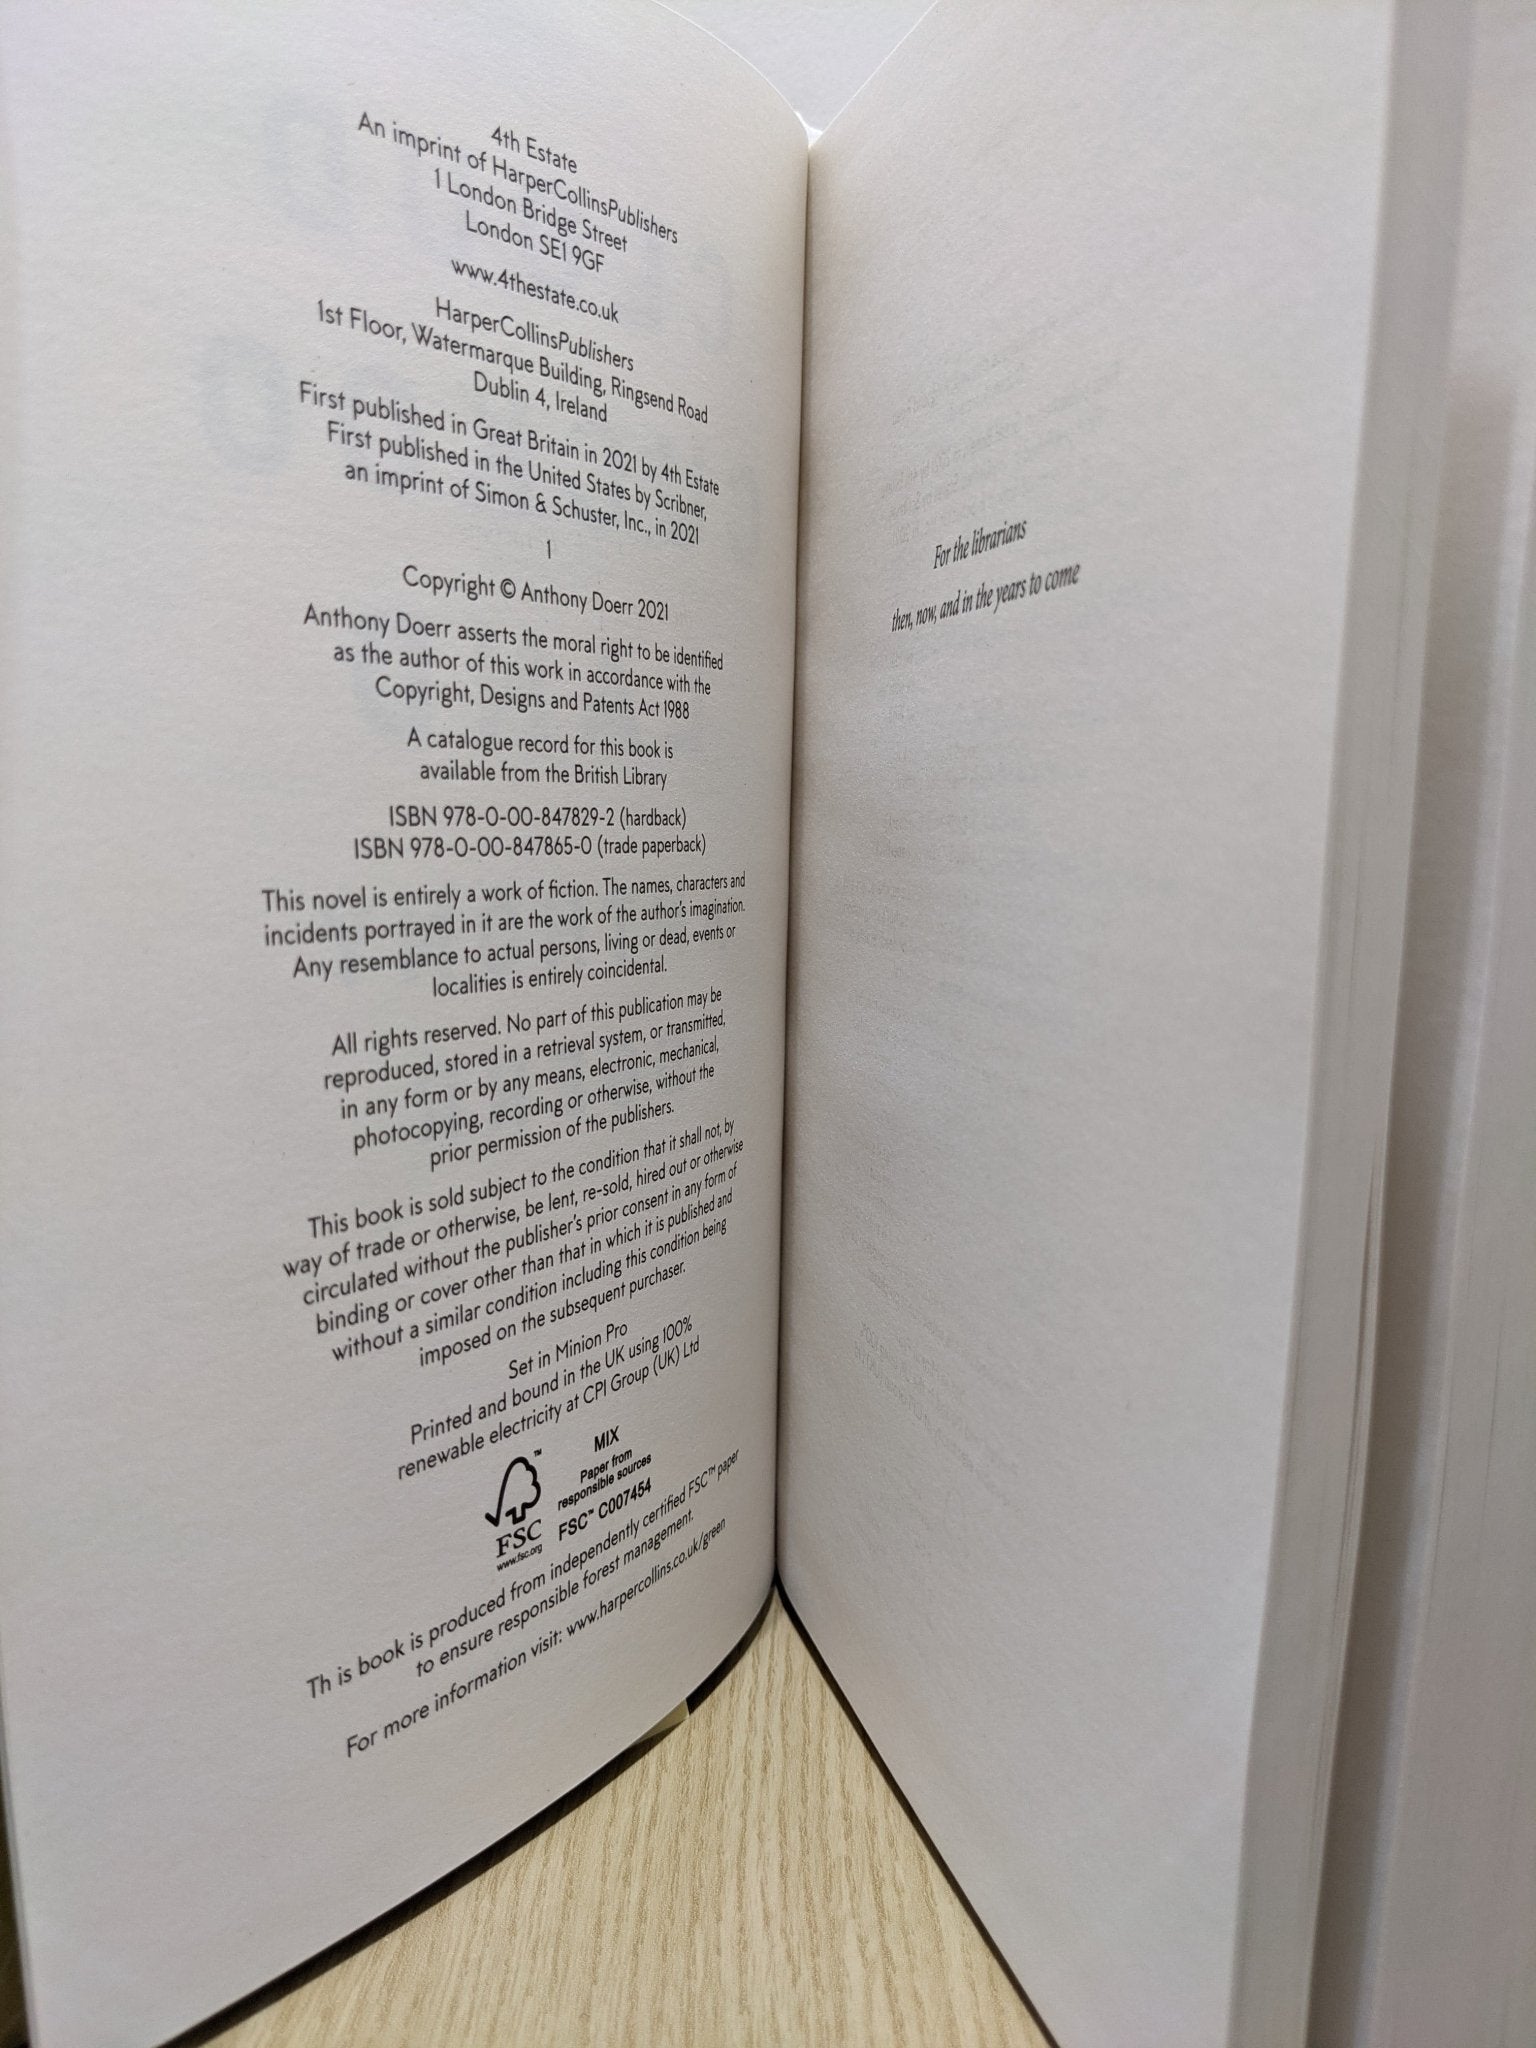 4th Estate
An imprint of HarperCollinsPublishers
1 London Bridge Street
London SE1 9GF
www.4thestate.co.uk
HarperCollinsPublishers
1st Floor, Watermarque Building, Ringsend Road
Dublin 4, Ireland
First published in Great Britain in 2021 by 4th Estate
First published in the United States by Scribner,
an imprint of Simon & Schuster, Inc., in 2021
1
Copyright © Anthony Doerr 2021
Anthony Doerr asserts the moral right to be identified
as the author of this work in accordance with the
Copyright, Designs and Patents Act 1988
A catalogue record for this book is
available from the British Library
ISBN 978-0-00-847829-2 (hardback)
ISBN 978-0-00-847865-0 (trade paperback)
This novel is entirely a work of fiction. The names, characters and
incidents portrayed in it are the work of the author's imagination.
Any resemblance to actual persons, living or dead, events or
localities is entirely coincidental.
All rights reserved. No part of this publication may be
reproduced, stored in a retrieval system, or transmitted,
in any form or by any means, electronic, mechanical,
photocopying, recording or otherwise, without the
prior permission of the publishers.
This book is sold subject to the condition that it shall not, by
way of trade or otherwise, be lent, re-sold, hired out or otherwise
circulated without the publisher's prior consent in any form of
binding or cover other than that in which it is published and
without a similar condition including this condition being
imposed on the subsequent purchaser.
Set in Minion Pro
Printed and bound in the UK using 100%
renewable electricity at CPI Group (UK) Ltd
™
FSC
www.fsc.org
MIX
Paper from
responsible sources
FSC™ C007454
Th is book is produced from independently certified FSC™ paper
to ensure responsible forest management.
For more information visit: www.harpercollins.co.uk/green
For the librarians
then, now, and in the years to come